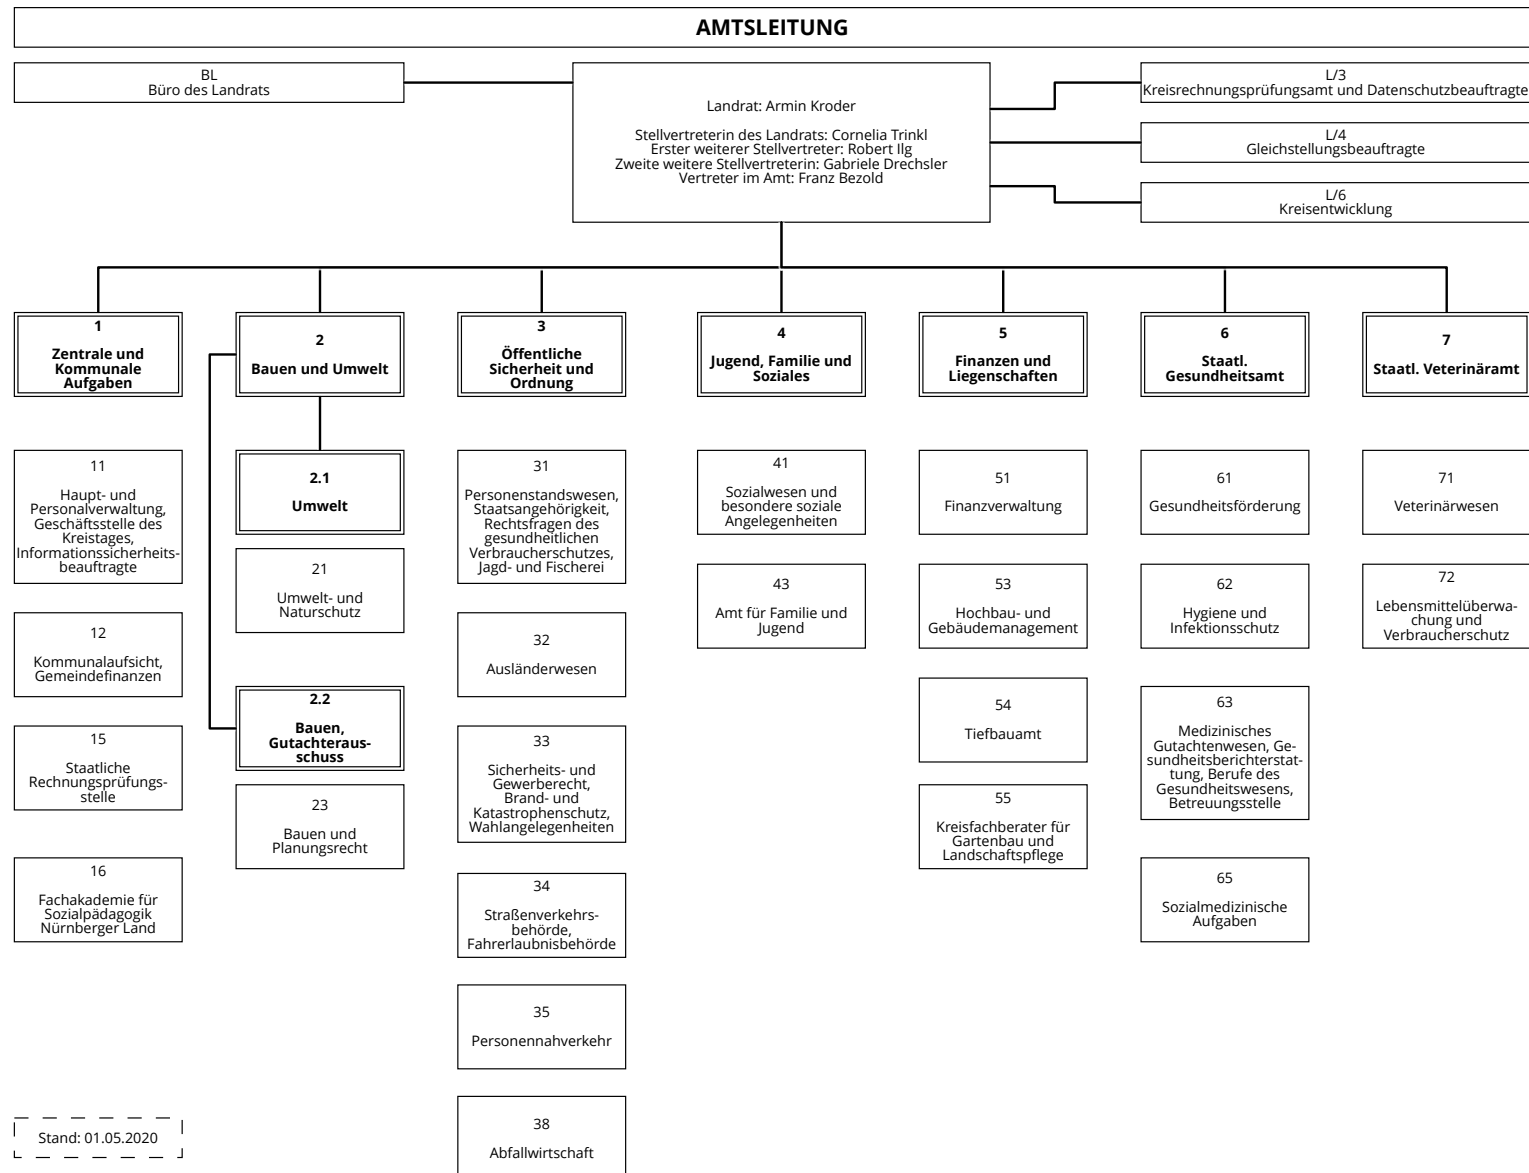 AMTSLEITUNG
BL
Büro des Landrats
Landrat: Armin Kroder
Stellvertreterin des Landrats: Cornelia Trinkl
Erster weiterer Stellvertreter: Robert Ilg
Zweite weitere Stellvertreterin: Gabriele Drechsler
Vertreter im Amt: Franz Bezold
L/3
Kreisrechnungsprüfungsamt und Datenschutzbeauftragte
L/4
Gleichstellungsbeauftragte
L/6
Kreisentwicklung
1
Zentrale und
Kommunale
Aufgaben
2
Bauen und Umwelt
3
Öffentliche
Sicherheit und
Ordnung
4
Jugend, Familie und
Soziales
5
Finanzen und
Liegenschaften
6
Staatl.
Gesundheitsamt
7
Staatl. Veterinäramt
11
Haupt- und
Personalverwaltung,
Geschäftsstelle des
Kreistages,
Informationssicherheits-
beauftragte
12
Kommunalaufsicht,
Gemeindefinanzen
15
Staatliche
Rechnungsprüfungs-
stelle
16
Fachakademie für
Sozialpädagogik
Nürnberger Land
2.1
Umwelt
21
Umwelt- und
Naturschutz
2.2
Bauen,
Gutachteraus-
schuss
23
Bauen und
Planungsrecht
31
Personenstandswesen,
Staatsangehörigkeit,
Rechtsfragen des
gesundheitlichen
Verbraucherschutzes,
Jagd- und Fischerei
32
Ausländerwesen
33
Sicherheits- und
Gewerberecht,
Brand- und
Katastrophenschutz,
Wahlangelegenheiten
34
Straßenverkehrs-
behörde,
Fahrerlaubnisbehörde
35
Personennahverkehr
38
Abfallwirtschaft
41
Sozialwesen und
besondere soziale
Angelegenheiten
43
Amt für Familie und
Jugend
51
Finanzverwaltung
53
Hochbau- und
Gebäudemanagement
54
Tiefbauamt
55
Kreisfachberater für
Gartenbau und
Landschaftspflege
61
Gesundheitsförderung
62
Hygiene und
Infektionsschutz
63
Medizinisches
Gutachtenwesen, Ge-
sundheitsberichterstat-
tung, Berufe des
Gesundheitswesens,
Betreuungsstelle
65
Sozialmedizinische
Aufgaben
71
Veterinärwesen
72
Lebensmittelüberwa-
chung und
Verbraucherschutz
Stand: 01.05.2020